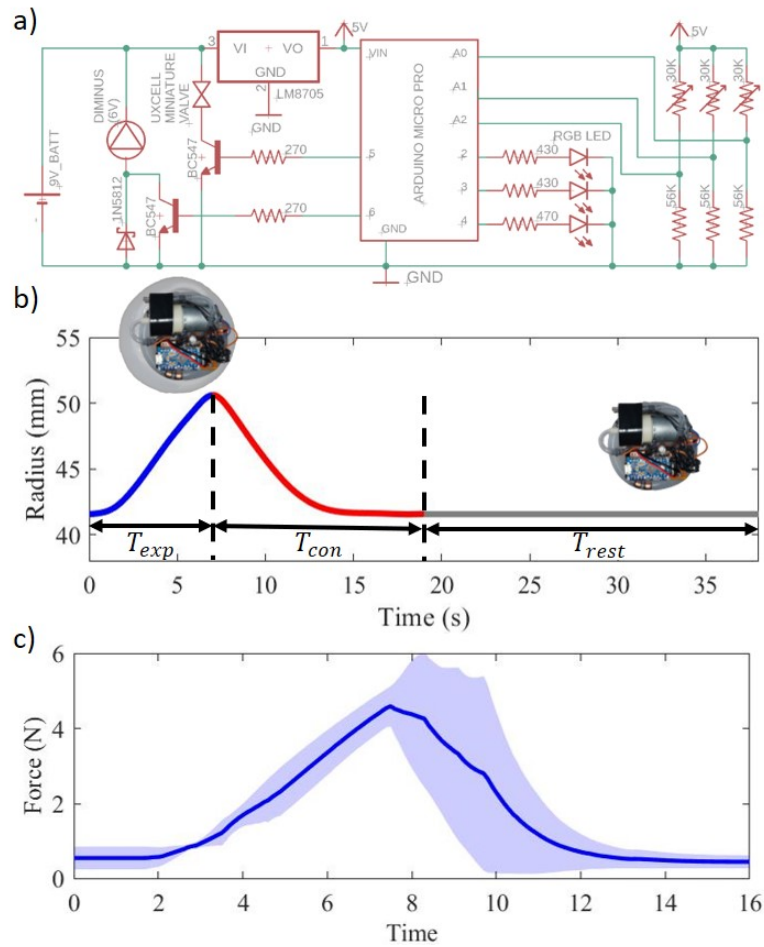 a)
5V
5V
3 VI VO 1
GND
2
LM8705
GND
DIMINUS
(6V)
UXCELL
MINIATURE
VALVE
9V_BATT
-
1N5812
BC547
BC547
270
270
VIN
5
6
GND
ARDUINO MICRO PRO
A0
A1
A2
2
3
4
430
430
470
RGB LED
30K
30K
30K
56K
56K
56K
GND
b)
55
50
45
40
Radius (mm)
T_exp
T_con
T_rest
0 5 10 15 20 25 30 35
Time (s)
c)
6
4
2
0
Force (N)
0 2 4 6 8 10 12 14 16
Time